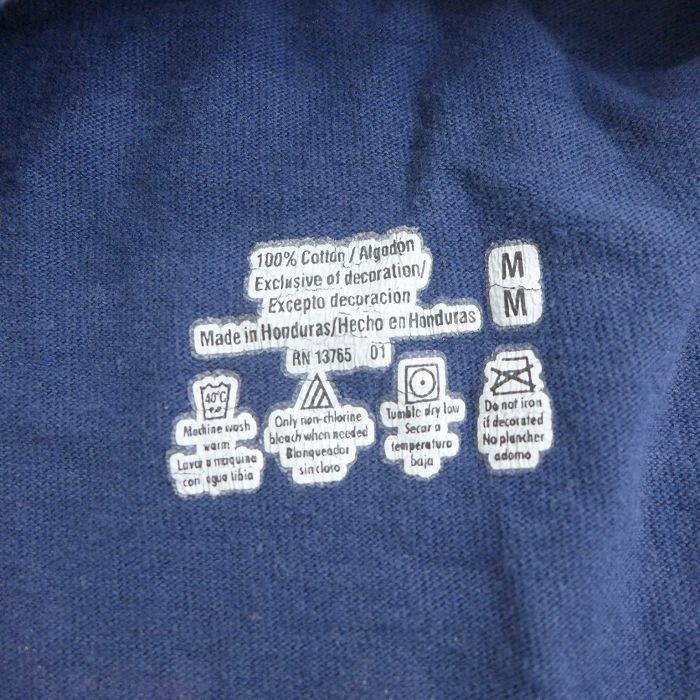 100% Cotton / Algodon
Exclusive of decoration/
Excepto decoracion
Made in Honduras/Hecho en Honduras
RN 13765 01
M
M
40°C
Machine wash
warm
Lavar a maquina
con agua tibia
Only non-chlorine
bleach when needed
Blanqueador
sin cloro
Tumble dry low
Secar a
temperatura
baja
Do not iron
if decorated
No plancher
adorno